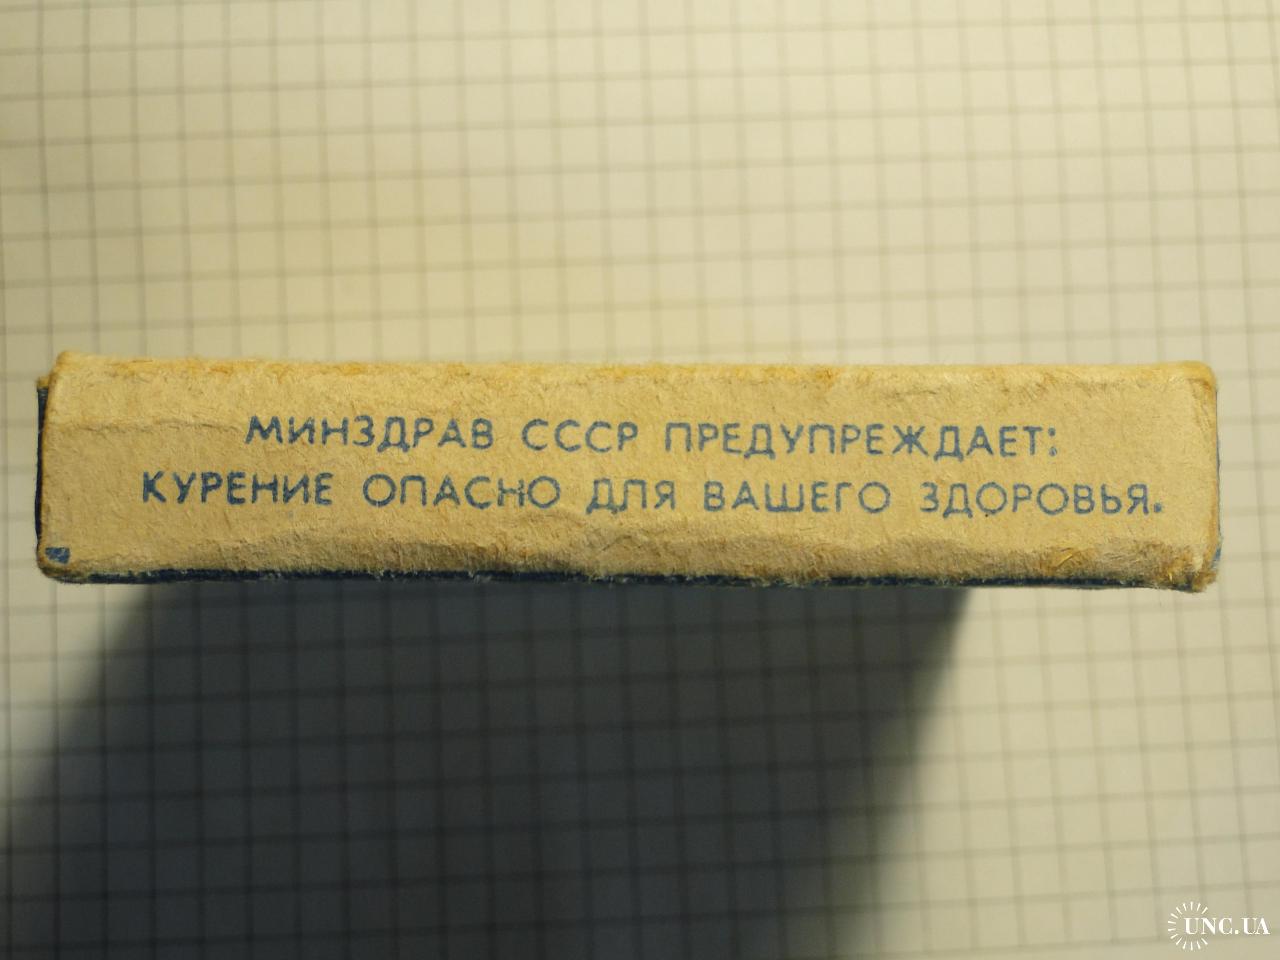 МИНЗДРАВ СССР ПРЕДУПРЕЖДАЕТ:
КУРЕНИЕ ОПАСНО ДЛЯ ВАШЕГО ЗДОРОВЬЯ.
UNC.UA